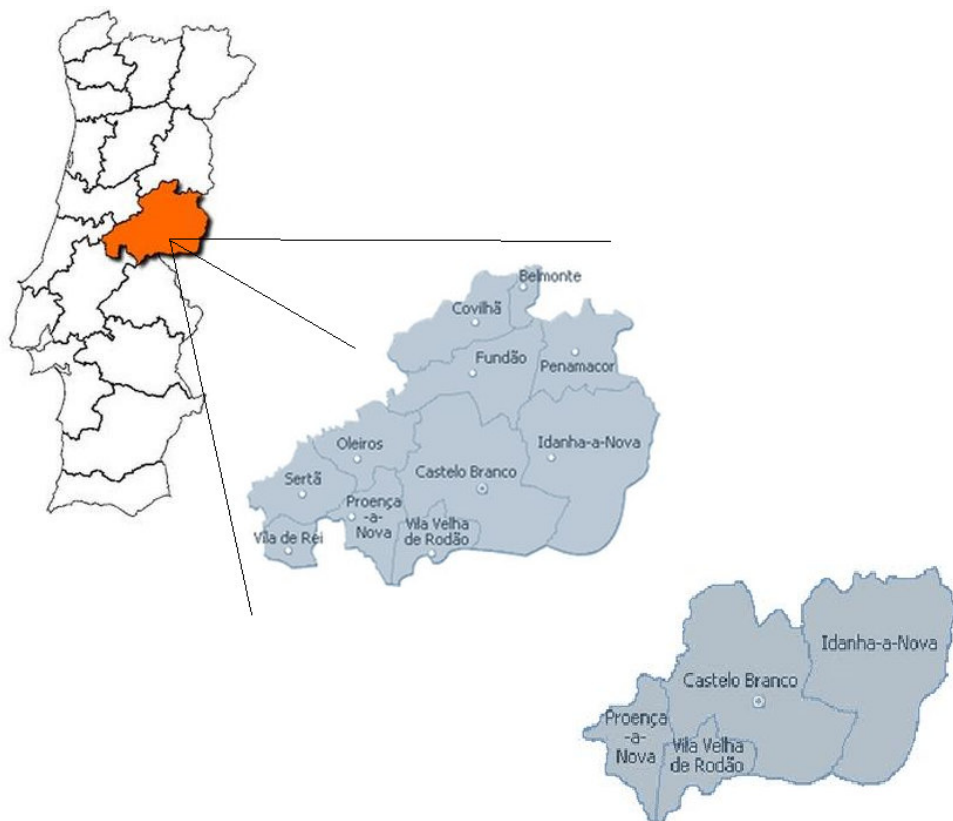 Belmonte
Covilhã
Fundão
Penamacor
Oleiros
Idanha-a-Nova
Sertã
Castelo Branco
Proença
-a-
Nova
Vila Velha
de Rodão
Vila de Rei
Idanha-a-Nova
Castelo Branco
Proença
-a-
Nova
Vila Velha
de Rodão